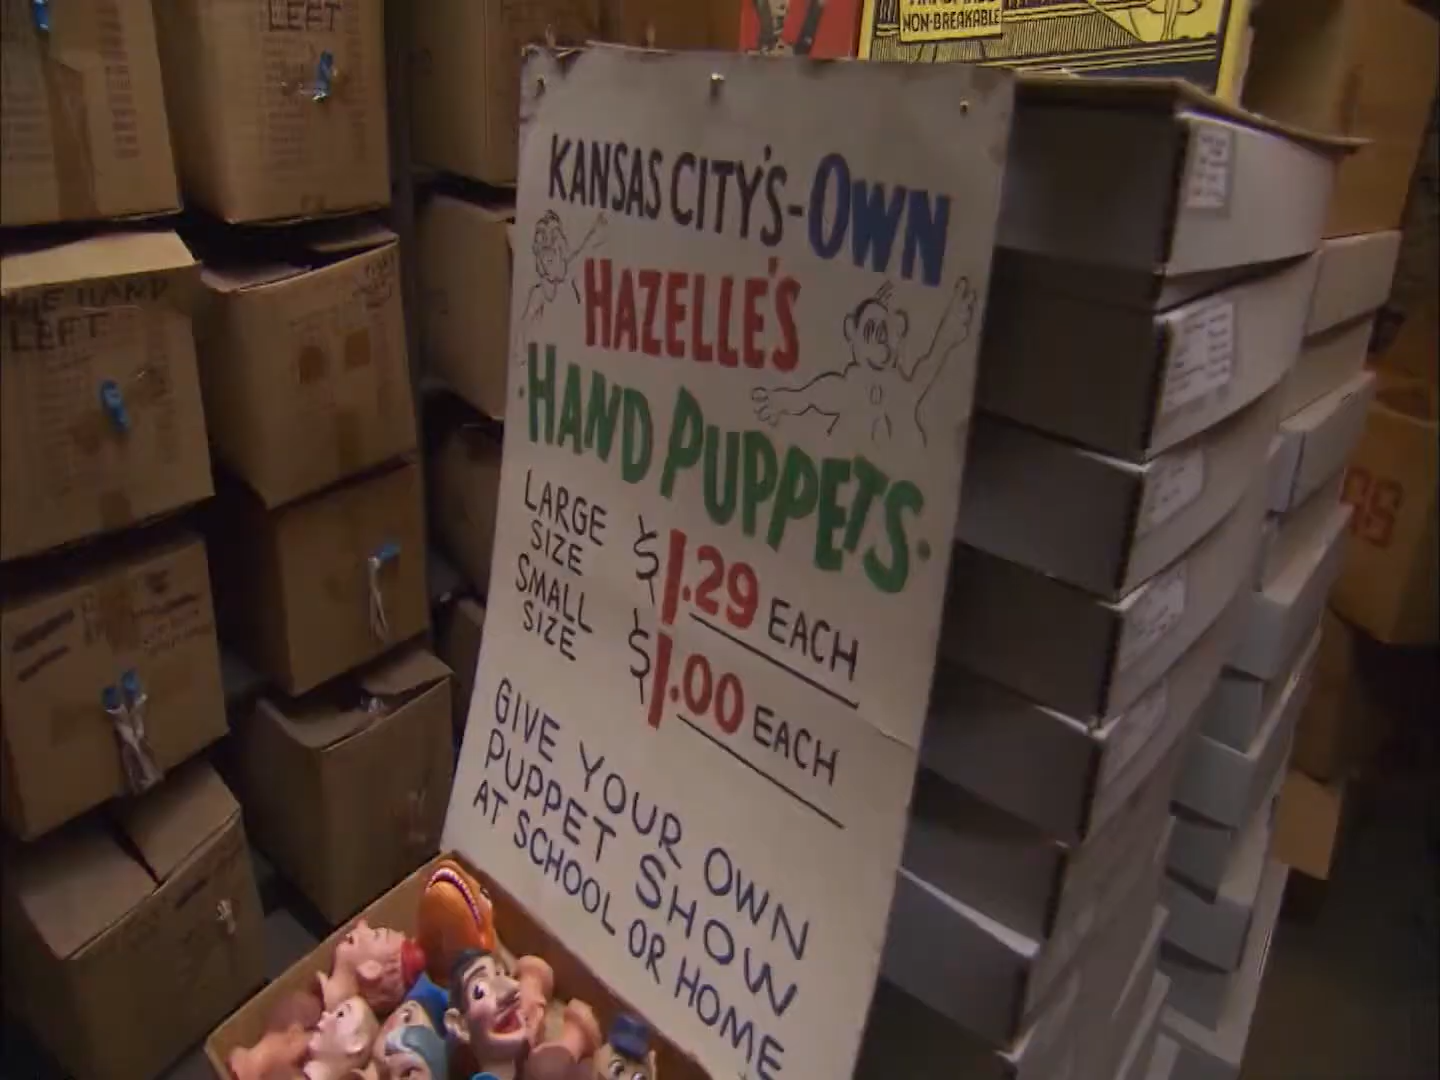 LEFT
NON-BREAKABLE
HAND
LEFT
KANSAS CITY'S-OWN
HAZELLE'S
·HAND PUPPETS·
LARGE
SIZE
$1.29 EACH
SMALL
SIZE
$1.00 EACH
GIVE YOUR OWN
PUPPET SHOW
AT SCHOOL OR HOME